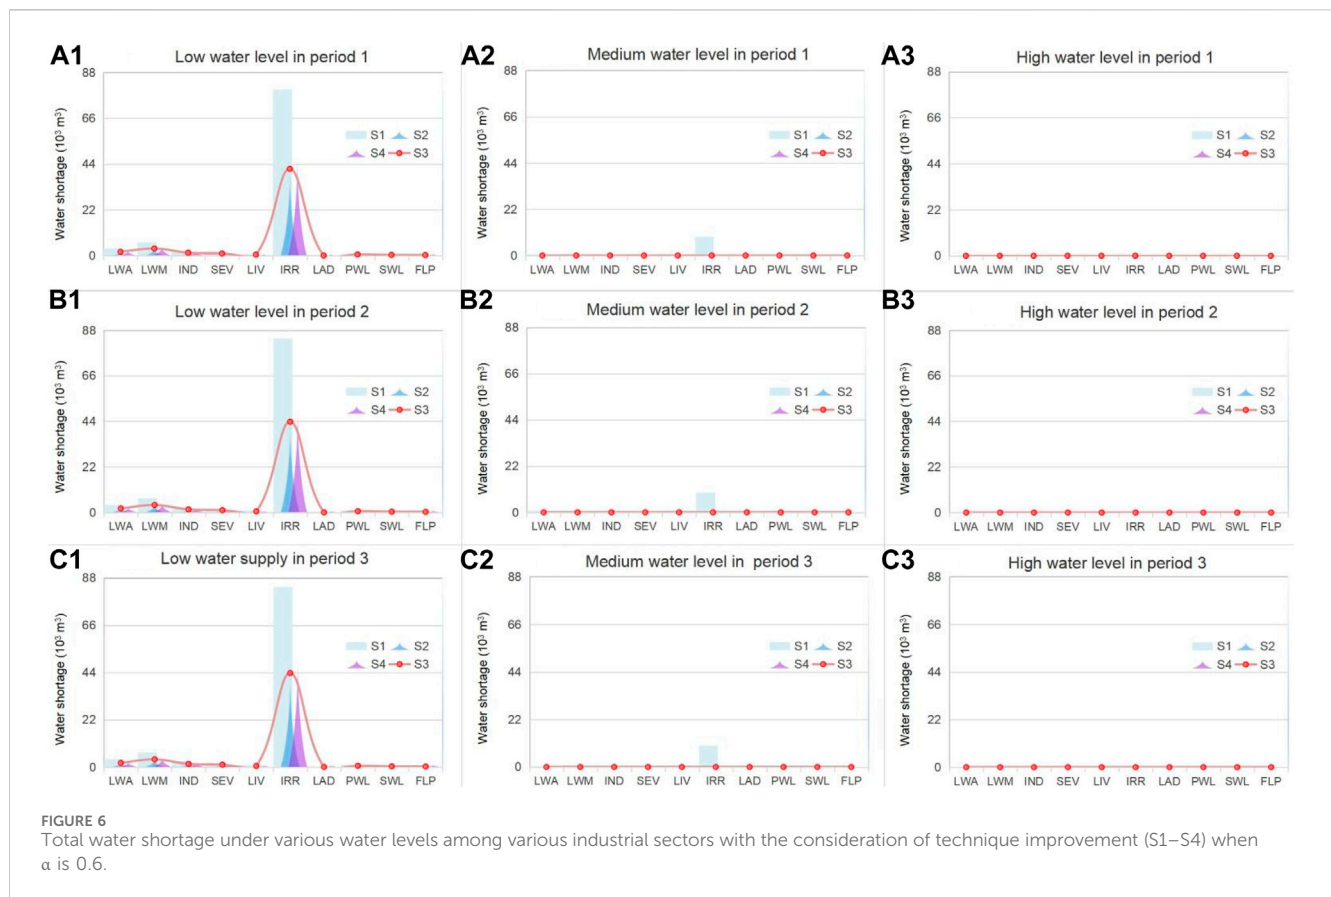 A1
Low water level in period 1
Water shortage (10³ m³)
88
66
44
22
0
S1 S2
S4 S3
LWA LWM IND SEV LIV IRR LAD PWL SWL FLP
A2
Medium water level in period 1
Water shortage (10³ m³)
88
66
44
22
0
S1 S2
S4 S3
LWA LWM IND SEV LIV IRR LAD PWL SWL FLP
A3
High water level in period 1
Water shortage (10³ m³)
88
66
44
22
0
S1 S2
S4 S3
LWA LWM IND SEV LIV IRR LAD PWL SWL FLP
B1
Low water level in period 2
Water shortage (10³ m³)
88
66
44
22
0
S1 S2
S4 S3
LWA LWM IND SEV LIV IRR LAD PWL SWL FLP
B2
Medium water level in period 2
Water shortage (10³ m³)
88
66
44
22
0
S1 S2
S4 S3
LWA LWM IND SEV LIV IRR LAD PWL SWL FLP
B3
High water level in period 2
Water shortage (10³ m³)
88
66
44
22
0
S1 S2
S4 S3
LWA LWM IND SEV LIV IRR LAD PWL SWL FLP
C1
Low water supply in period 3
Water shortage (10³ m³)
88
66
44
22
0
S1 S2
S4 S3
LWA LWM IND SEV LIV IRR LAD PWL SWL FLP
C2
Medium water level in period 3
Water shortage (10³ m³)
88
66
44
22
0
S1 S2
S4 S3
LWA LWM IND SEV LIV IRR LAD PWL SWL FLP
C3
High water level in period 3
Water shortage (10³ m³)
88
66
44
22
0
S1 S2
S4 S3
LWA LWM IND SEV LIV IRR LAD PWL SWL FLP
FIGURE 6
Total water shortage under various water levels among various industrial sectors with the consideration of technique improvement (S1–S4) when
α is 0.6.